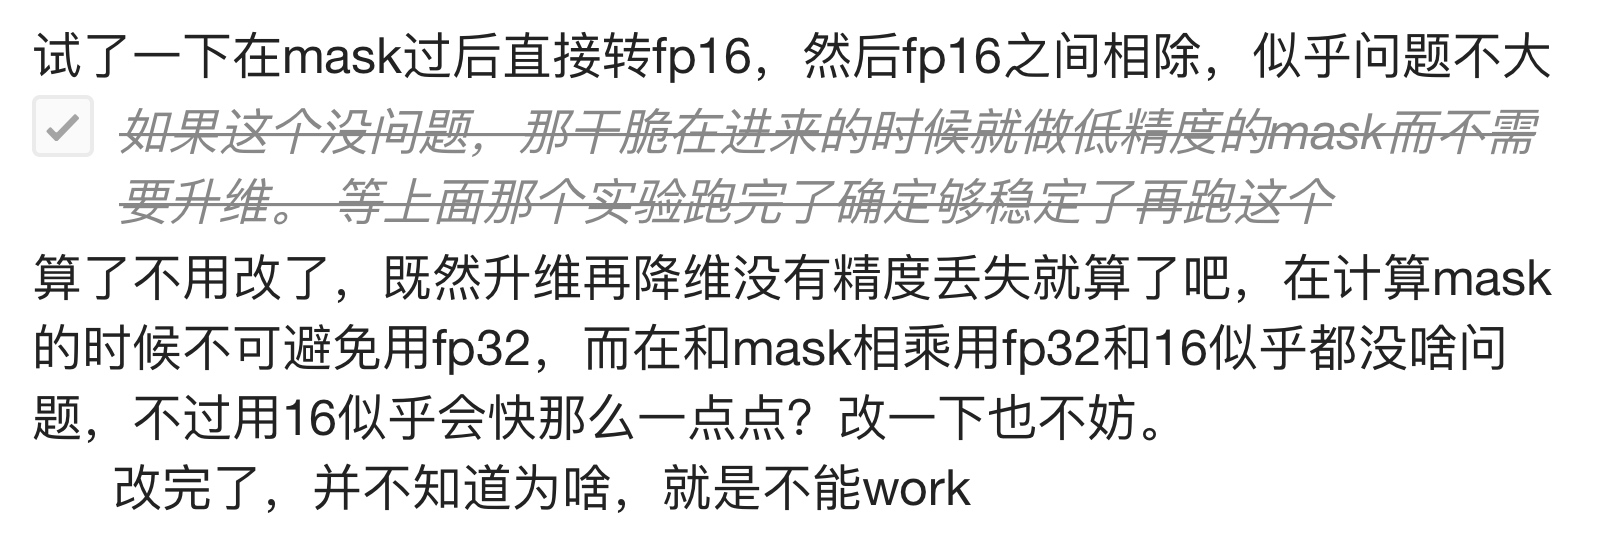 试了一下在mask过后直接转fp16，然后fp16之间相除，似乎问题不大
如果这个没问题，那干脆在进来的时候就做低精度的mask而不需
要升维。 等上面那个实验跑完了确定够稳定了再跑这个
算了不用改了，既然升维再降维没有精度丢失就算了吧，在计算mask
的时候不可避免用fp32，而在和mask相乘用fp32和16似乎都没啥问
题，不过用16似乎会快那么一点点？改一下也不妨。
改完了，并不知道为啥，就是不能work